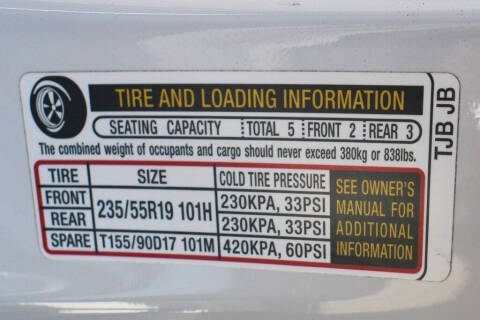 TIRE AND LOADING INFORMATION
SEATING CAPACITY TOTAL 5 FRONT 2 REAR 3
The combined weight of occupants and cargo should never exceed 380kg or 838lbs.
TIRE SIZE COLD TIRE PRESSURE
FRONT 235/55R19 101H 230KPA, 33PSI
REAR 230KPA, 33PSI
SPARE T155/90D17 101M 420KPA, 60PSI
SEE OWNER'S
MANUAL FOR
ADDITIONAL
INFORMATION
TJB JB